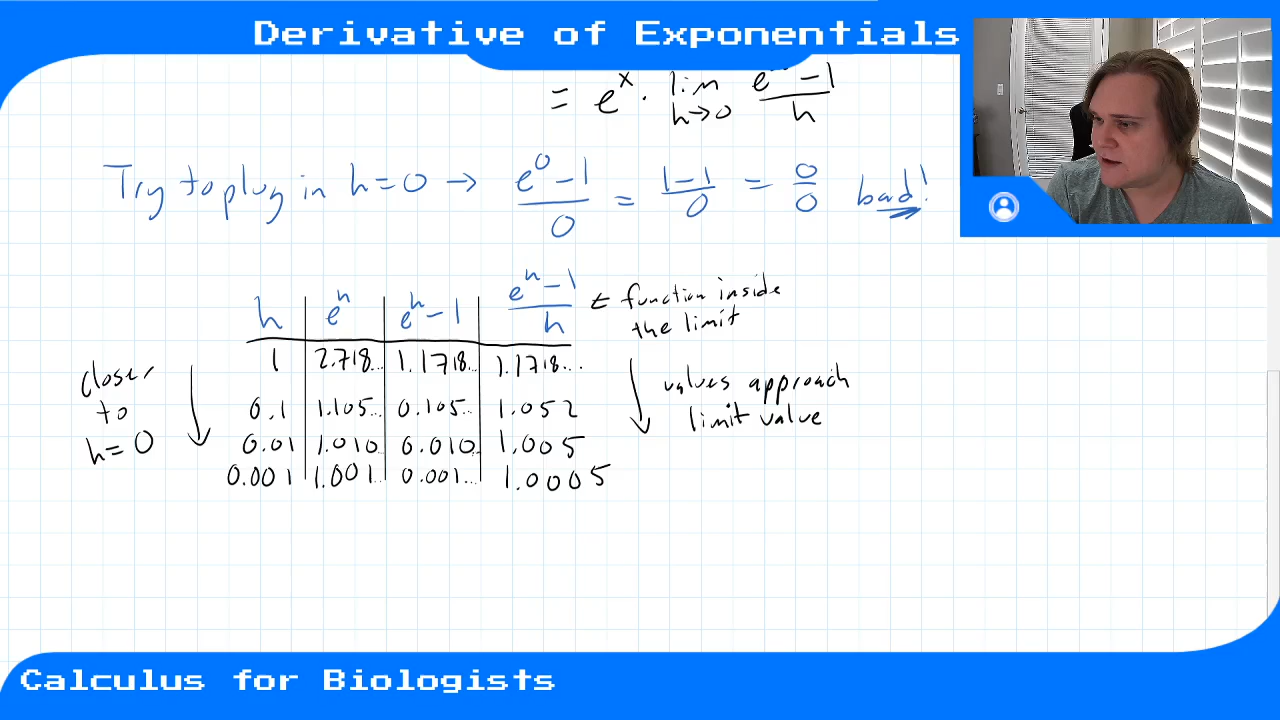 Derivative of Exponentials
= e^x · lim h→0 (e^h − 1)/h
Try to plug in h=0 → (e^0 − 1)/0 = (1−1)/0 = 0/0 bad!
h | e^h | e^h − 1 | (e^h − 1)/h ← function inside
the limit
1 | 2.718... | 1.1718... | 1.1718...
0.1 | 1.105... | 0.105... | 1.052
0.01 | 1.010... | 0.010... | 1.005
0.001 | 1.001... | 0.001... | 1.0005
closer
to
h=0
values approach
limit value
Calculus for Biologists